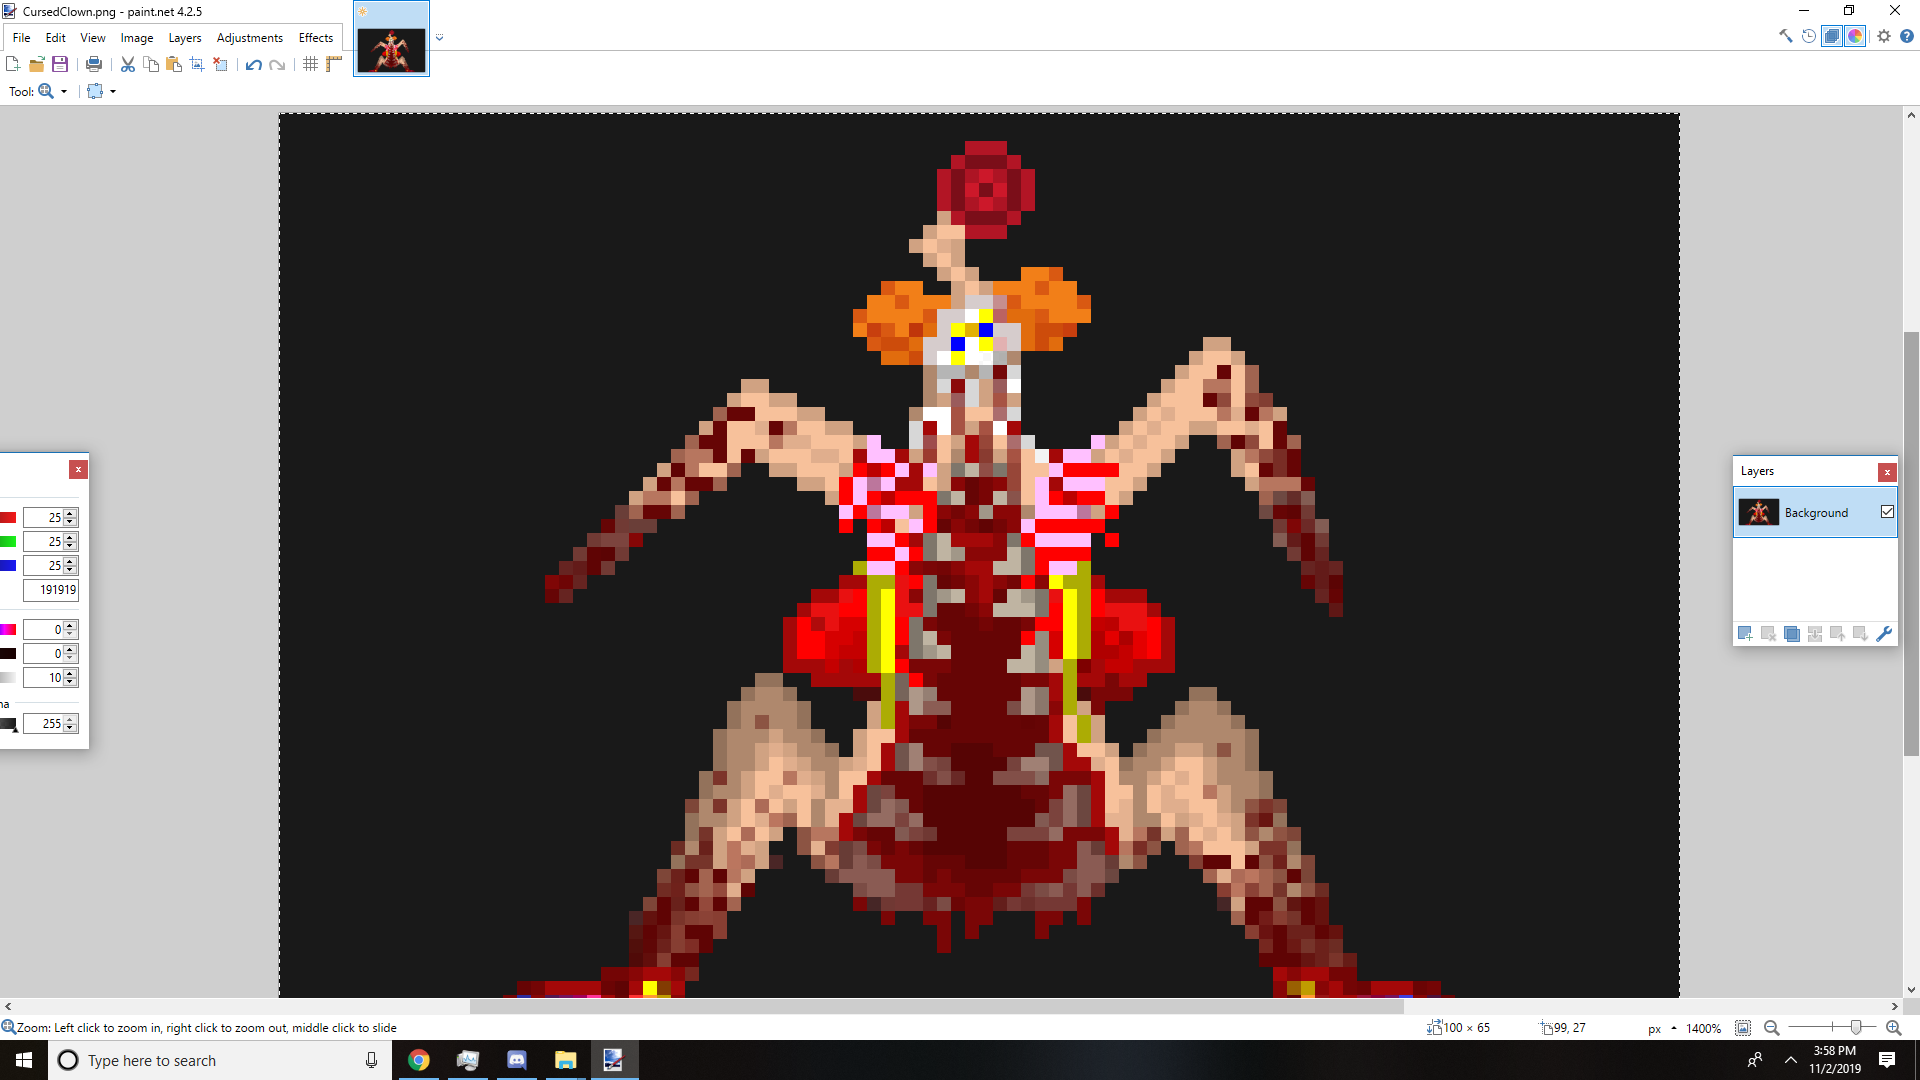 CursedClown.png - paint.net 4.2.5
File Edit View Image Layers Adjustments Effects
Tool:
25
25
25
191919
0
0
10
na
255
Layers
Background
Zoom: Left click to zoom in, right click to zoom out, middle click to slide
100 × 65
99, 27
px
1400%
Type here to search
3:58 PM
11/2/2019